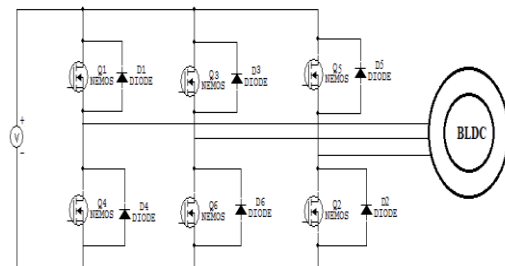 Q1
NEMOS
D1
DIODE
Q3
NEMOS
D3
DIODE
Q5
NEMOS
D5
DIODE
+
V
-
BLDC
Q4
NEMOS
D4
DIODE
Q6
NEMOS
D6
DIODE
Q2
NEMOS
D2
DIODE